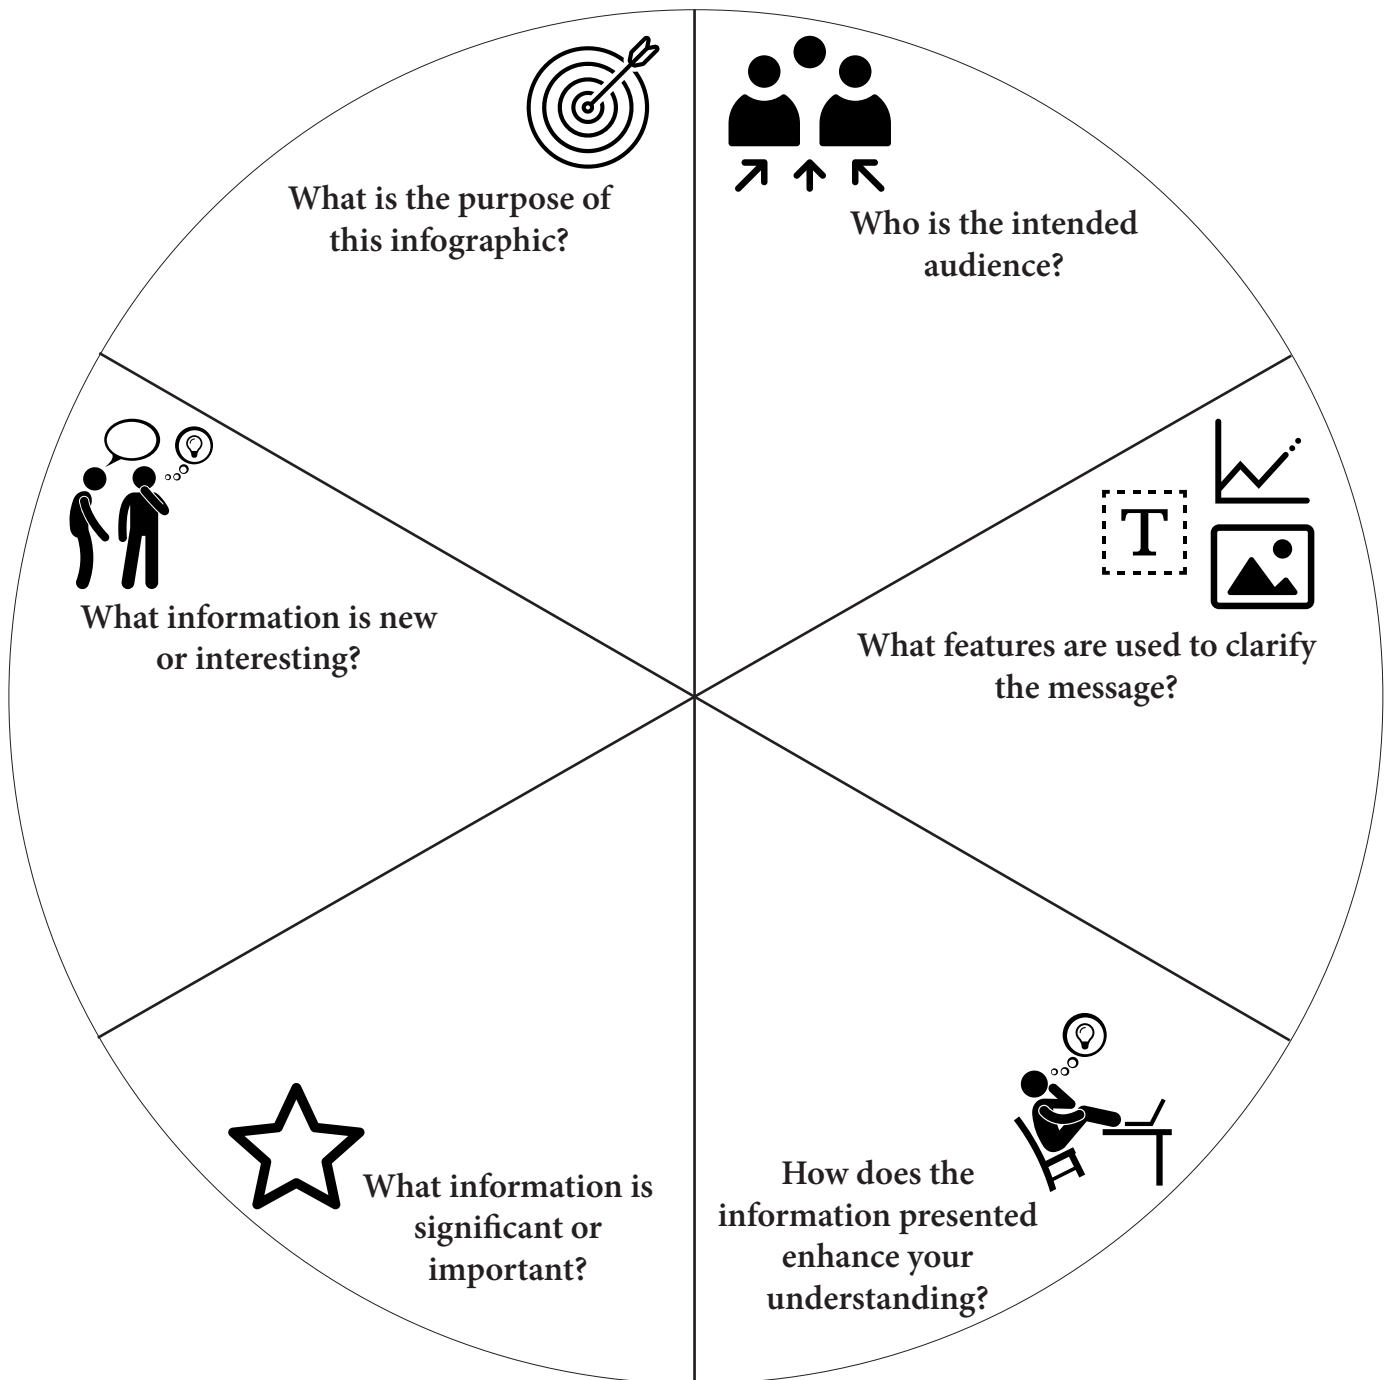 What is the purpose of
this infographic?
Who is the intended
audience?
What information is new
or interesting?
T
What features are used to clarify
the message?
What information is
significant or
important?
How does the
information presented
enhance your
understanding?